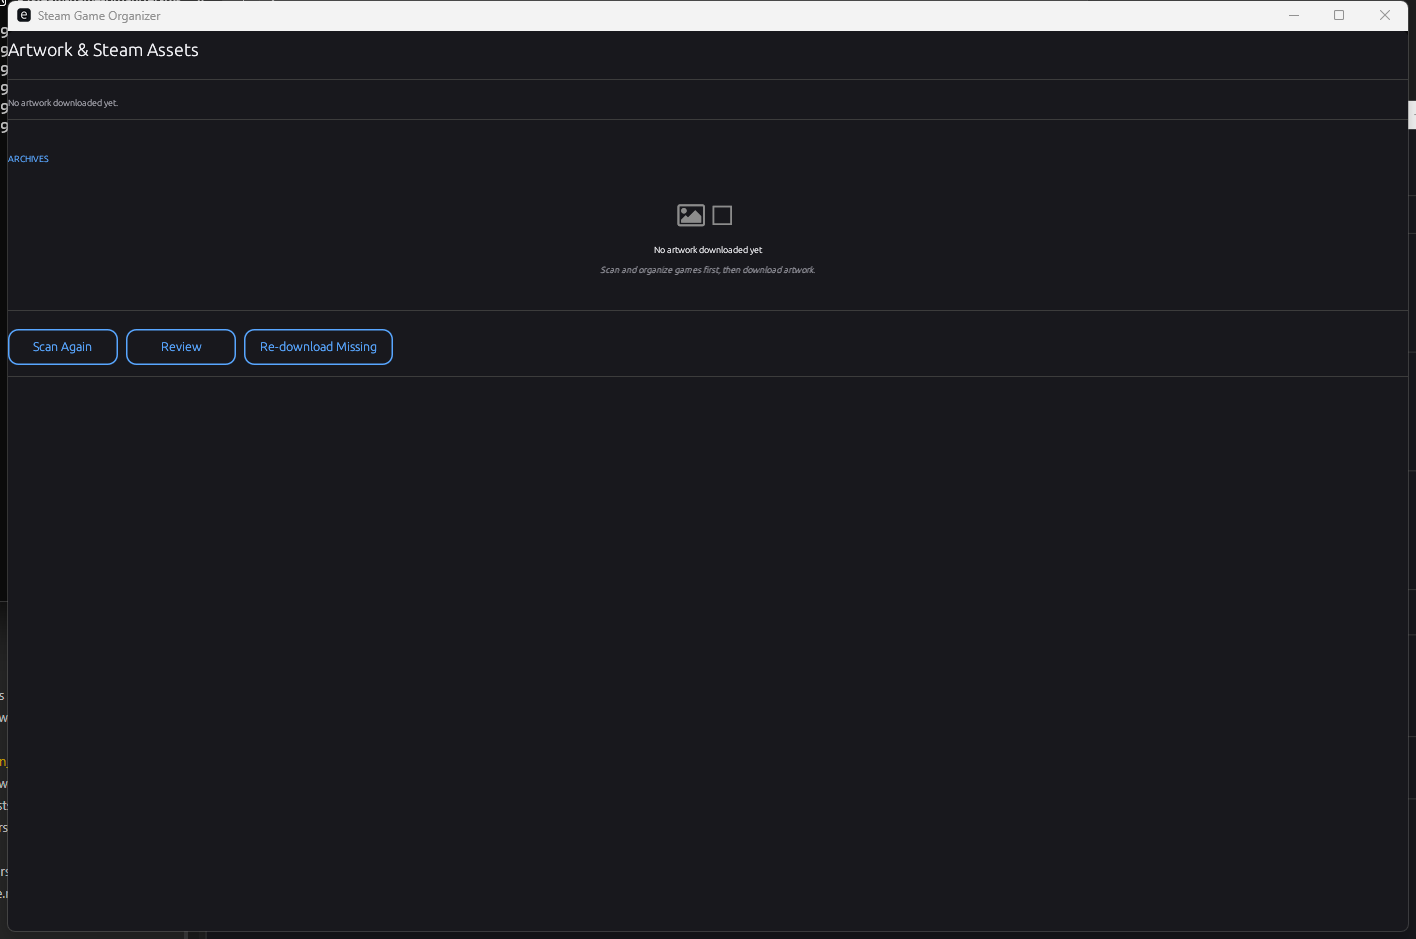 Steam Game Organizer
Artwork & Steam Assets
No artwork downloaded yet.
ARCHIVES
No artwork downloaded yet
Scan and organize games first, then download artwork.
Scan Again
Review
Re-download Missing